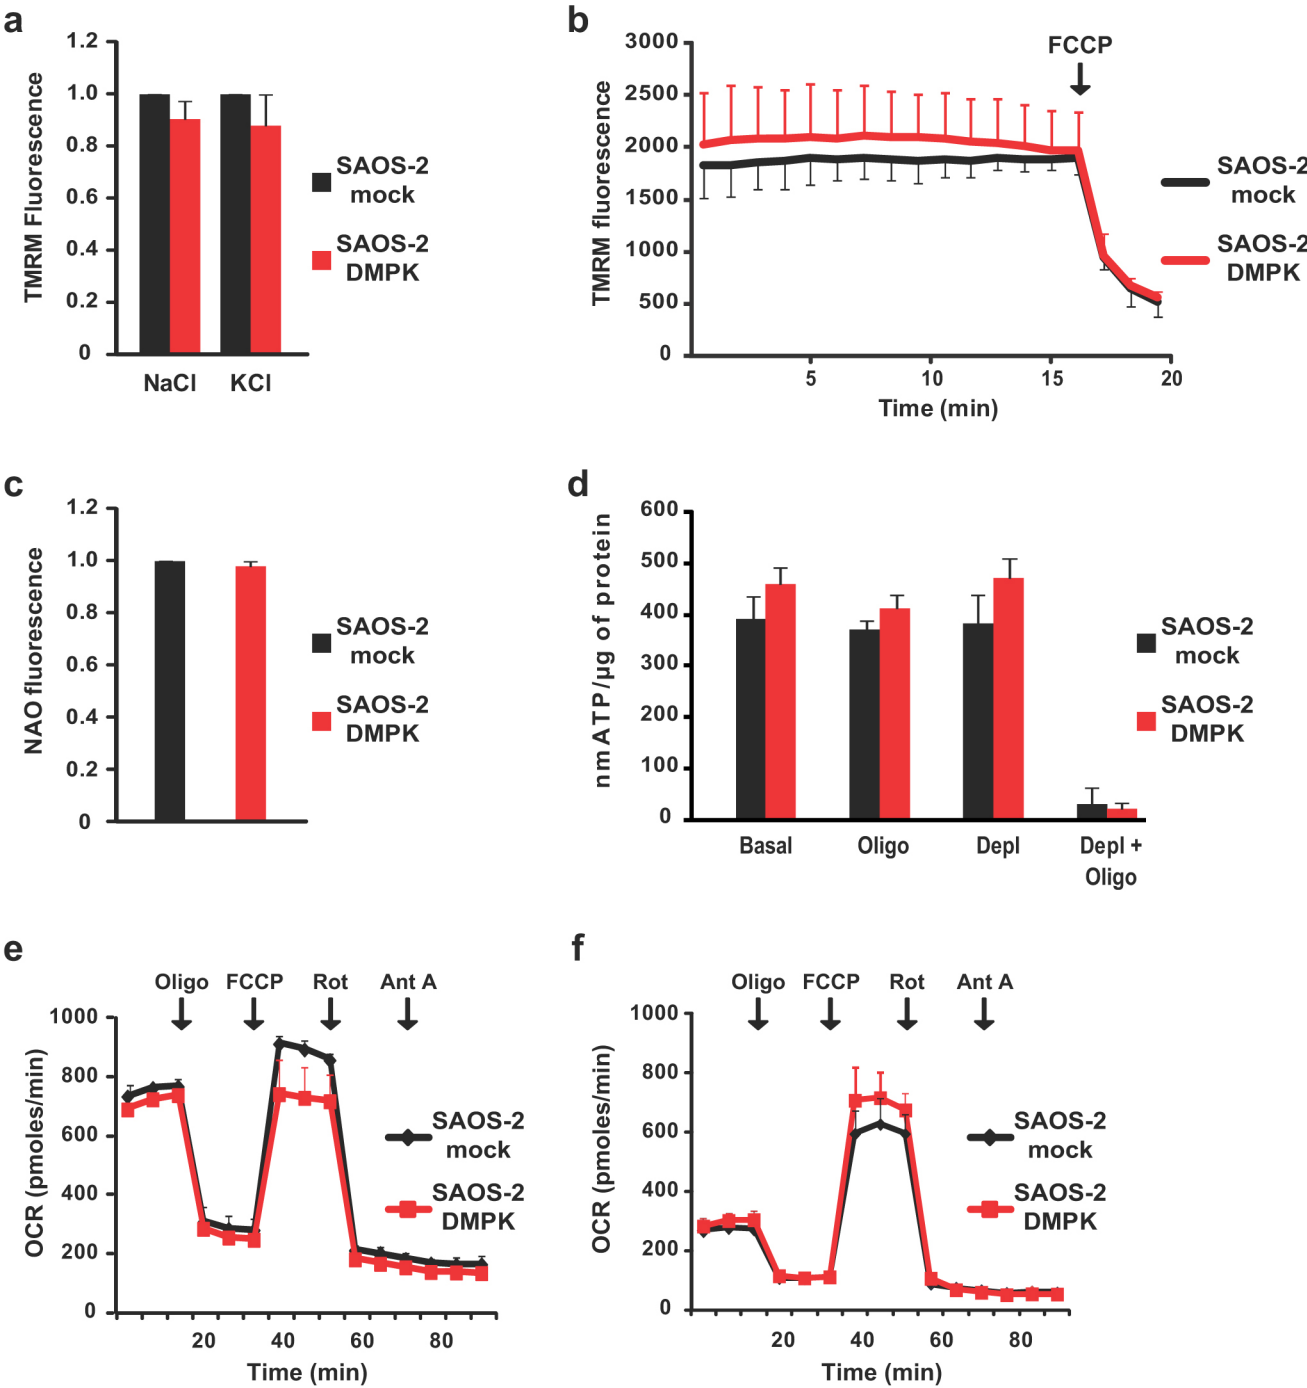 a
1.2
1.0
0.8
0.6
0.4
0.2
0
TMRM Fluorescence
NaCl
KCl
SAOS-2
mock
SAOS-2
DMPK
b
3000
2500
2000
1500
1000
500
0
TMRM fluorescence
FCCP
5
10
15
20
Time (min)
SAOS-2
mock
SAOS-2
DMPK
c
1.2
1.0
0.8
0.6
0.4
0.2
0
NAO fluorescence
SAOS-2
mock
SAOS-2
DMPK
d
600
500
400
300
200
100
0
nmATP/µg of protein
Basal
Oligo
Depl
Depl +
Oligo
SAOS-2
mock
SAOS-2
DMPK
e
Oligo
FCCP
Rot
Ant A
1000
800
600
400
200
0
OCR (pmoles/min)
20
40
60
80
Time (min)
SAOS-2
mock
SAOS-2
DMPK
f
Oligo
FCCP
Rot
Ant A
1000
800
600
400
200
0
OCR (pmoles/min)
20
40
60
80
Time (min)
SAOS-2
mock
SAOS-2
DMPK